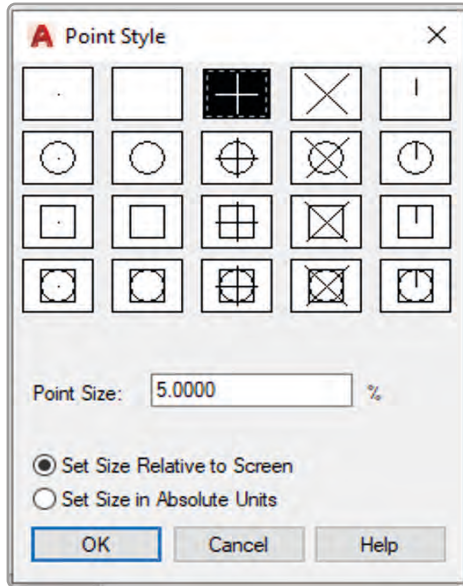 Point Style
Point Size: 5.0000 %
Set Size Relative to Screen
Set Size in Absolute Units
OK Cancel Help